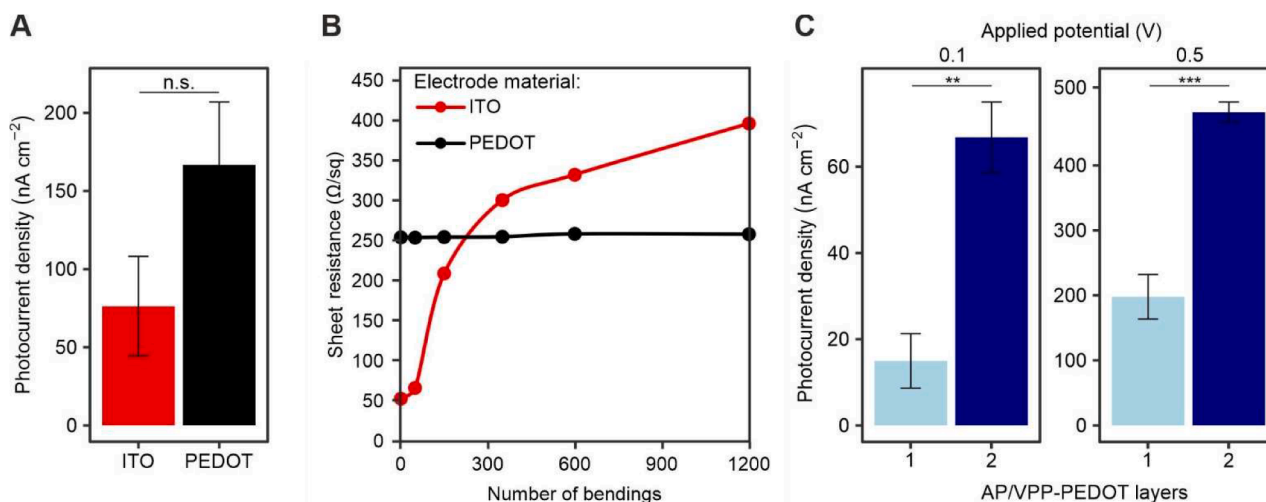 A
n.s.
200
150
100
50
0
Photocurrent density (nA cm⁻²)
ITO
PEDOT
B
Electrode material:
ITO
PEDOT
450
400
350
300
250
200
150
100
50
0
Sheet resistance (Ω/sq)
0
300
600
900
1200
Number of bendings
C
Applied potential (V)
0.1
0.5
**
***
60
40
20
0
Photocurrent density (nA cm⁻²)
500
400
300
200
100
0
1
2
1
2
AP/VPP-PEDOT layers